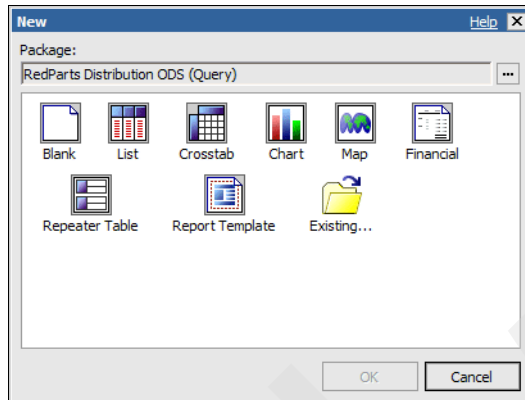 New Help X
Package:
RedParts Distribution ODS (Query) ...
Blank List Crosstab Chart Map Financial
Repeater Table Report Template Existing...
OK Cancel